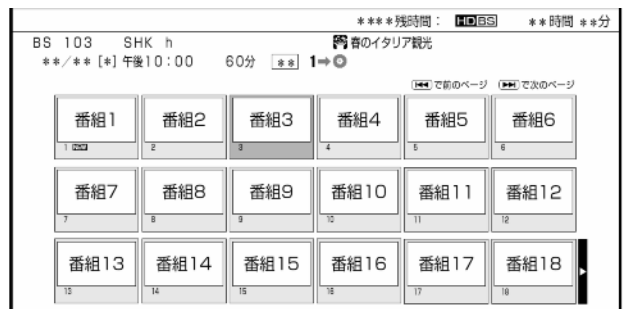 ****残時間： HD BS **時間 **分
BS 103 SHK h 春のイタリア観光
**/** [*] 午後10：00 60分 ** 1➡
⏮で前のページ ⏭で次のページ
番組1 番組2 番組3 番組4 番組5 番組6
1 NEW 2 3 4 5 6
番組7 番組8 番組9 番組10 番組11 番組12
7 8 9 10 11 12
番組13 番組14 番組15 番組16 番組17 番組18
13 14 15 16 17 18